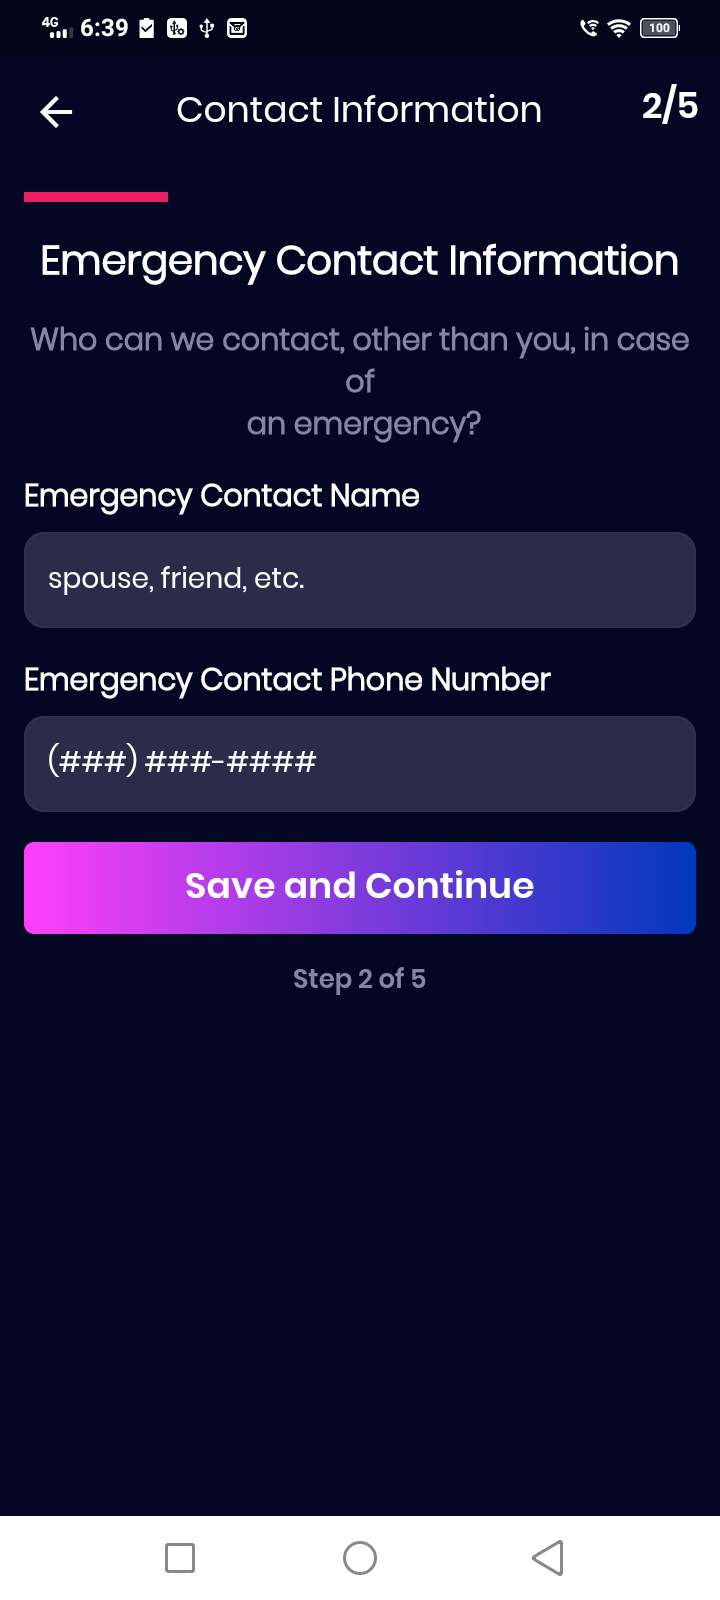 4G 6:39 100
Contact Information 2/5
Emergency Contact Information
Who can we contact, other than you, in case
of
an emergency?
Emergency Contact Name
spouse, friend, etc.
Emergency Contact Phone Number
(###) ###-####
Save and Continue
Step 2 of 5